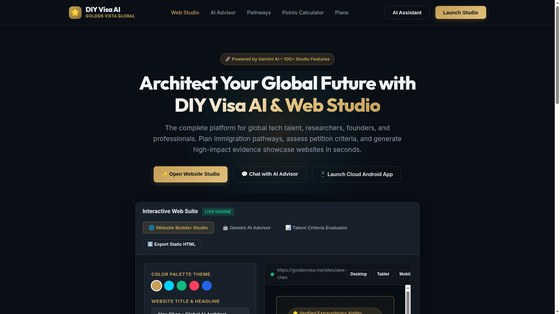 DIY Visa AI
GOLDEN VISTA GLOBAL
Web Studio
AI Advisor
Pathways
Points Calculator
Plans
AI Assistant
Launch Studio
🚀 Powered by Gemini AI • 100+ Studio Features
Architect Your Global Future with
DIY Visa AI & Web Studio
The complete platform for global tech talent, researchers, founders, and
professionals. Plan immigration pathways, assess petition criteria, and generate
high-impact evidence showcase websites in seconds.
✨ Open Website Studio
💬 Chat with AI Advisor
📱 Launch Cloud Android App
Interactive Web Suite
LIVE ENGINE
🌐 Website Builder Studio
🤖 Gemini AI Advisor
📊 Talent Criteria Evaluator
⬇️ Export Static HTML
COLOR PALETTE THEME
WEBSITE TITLE & HEADLINE
Desktop
Tablet
Mobil